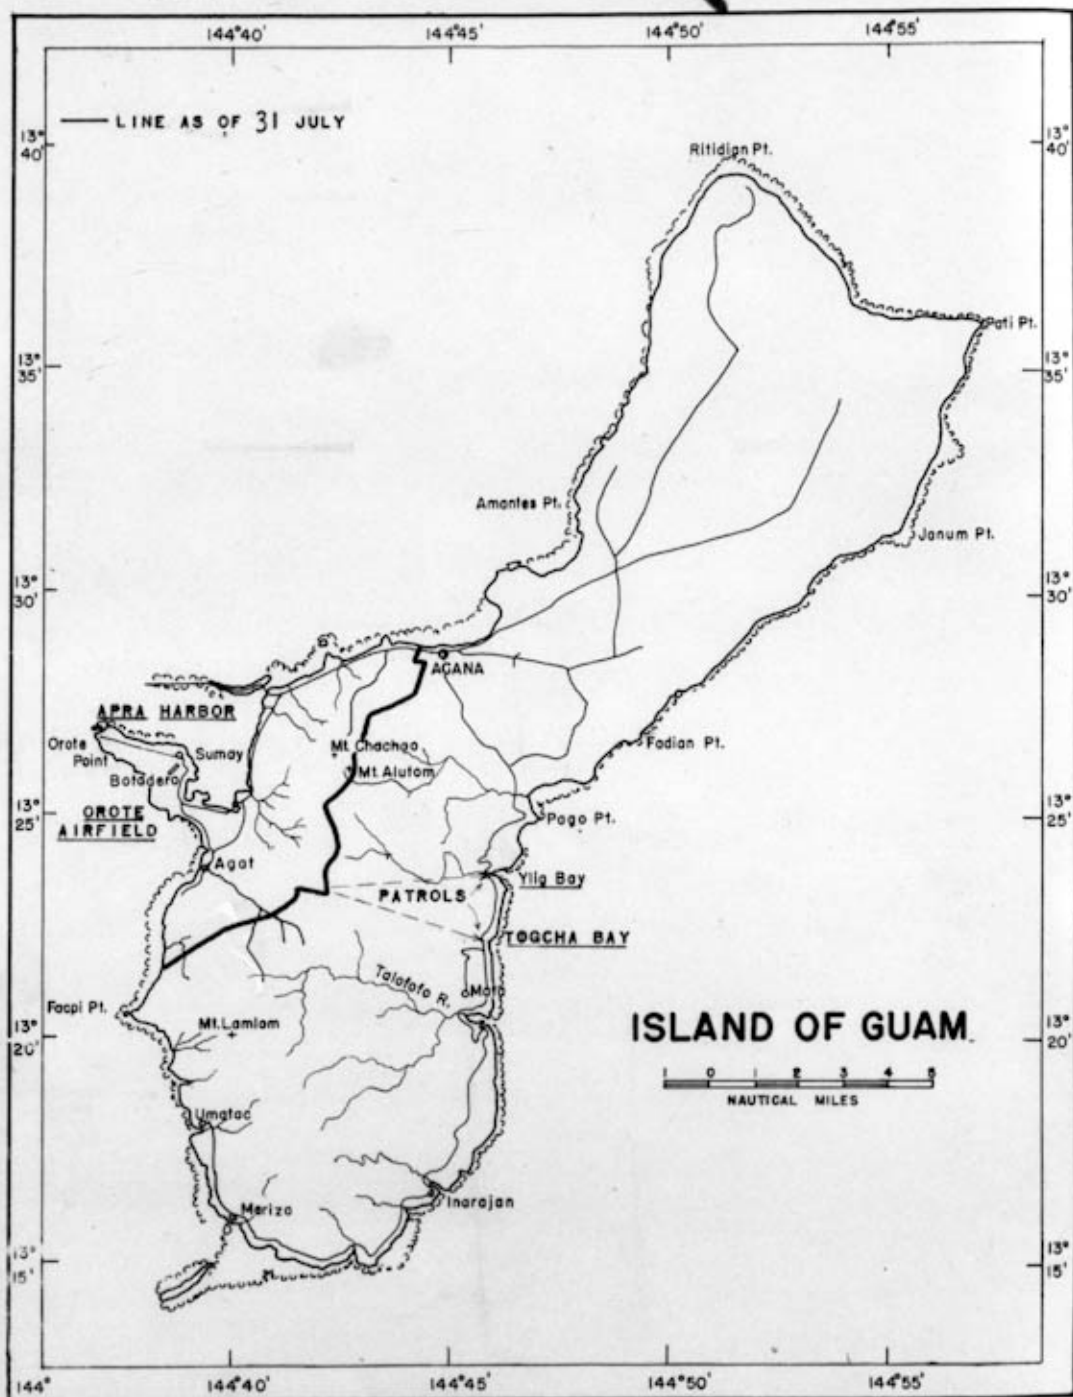 144°40' 144°45' 144°50' 144°55'
LINE AS OF 31 JULY
13° 40' 13° 40'
Ritidian Pt.
Pati Pt.
13° 35' 13° 35'
Amantes Pt.
Janum Pt.
13° 30' 13° 30'
AGANA
APRA HARBOR
Orote Point
Sumay
Mt. Chachao
Fadian Pt.
Mt. Alutom
Botadero
13° 25' 13° 25'
OROTE AIRFIELD
Pago Pt.
Agat
Ylig Bay
PATROLS
TOGCHA BAY
Talofofo R.
Facpi Pt.
Mt. Lamlam
ISLAND OF GUAM
13° 20' 13° 20'
1 0 1 2 3 4 5
NAUTICAL MILES
Umatac
Inarajan
Merizo
13° 15' 13° 15'
144° 40' 144° 45' 144° 50' 144° 55'